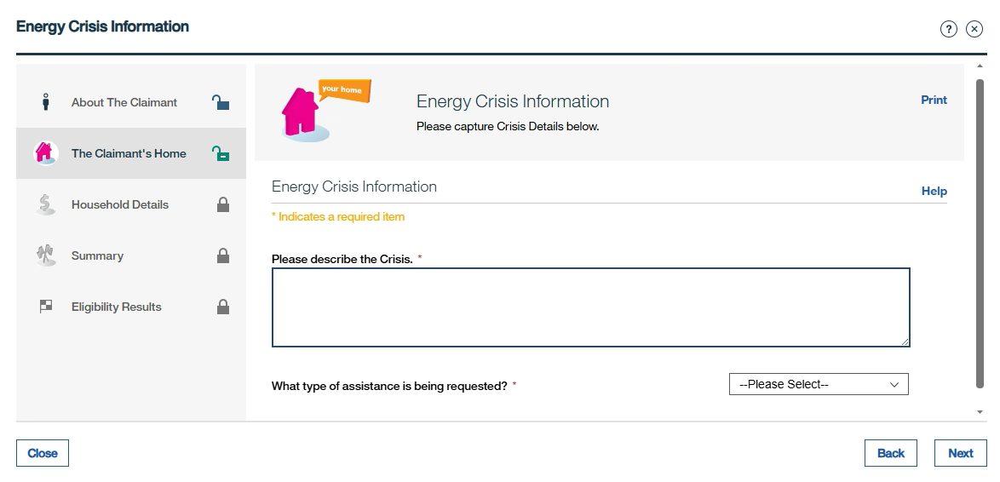 Energy Crisis Information
?
About The Claimant
The Claimant's Home
Household Details
Summary
Eligibility Results
your home
Energy Crisis Information
Please capture Crisis Details below.
Print
Energy Crisis Information
Help
* Indicates a required item
Please describe the Crisis. *
What type of assistance is being requested? *
--Please Select--
Close
Back
Next